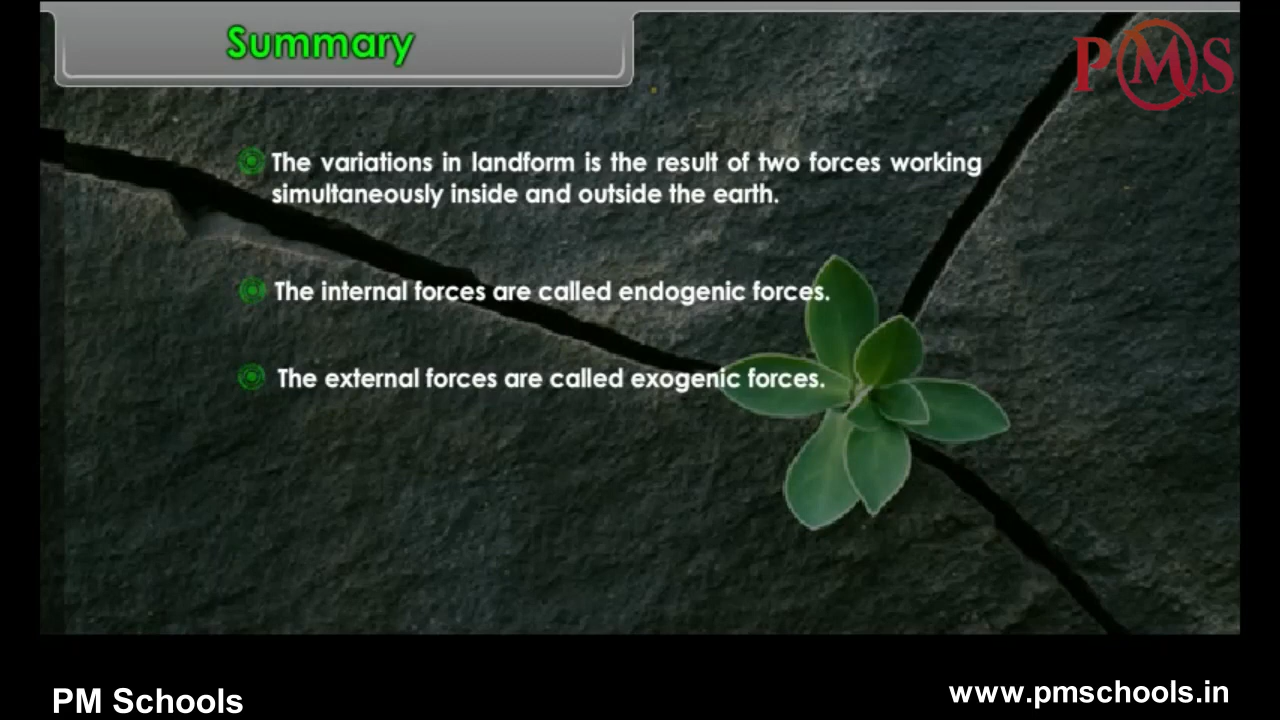 Summary
PMS
The variations in landform is the result of two forces working
simultaneously inside and outside the earth.
The internal forces are called endogenic forces.
The external forces are called exogenic forces.
PM Schools
www.pmschools.in